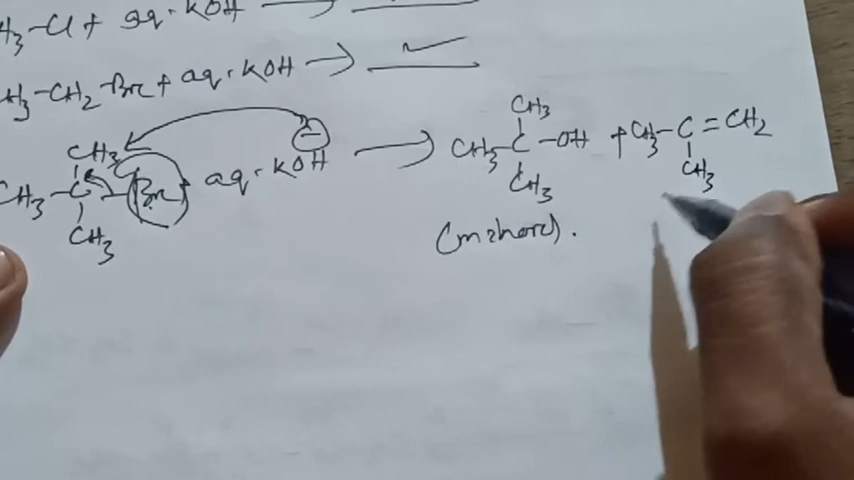 H3-Cl + aq. KOH →
H3-CH2-Br + aq. KOH →
CH3 CH3
CH3-C-Br + aq. KOH → CH3-C-OH + CH3-C=CH2
CH3 CH3 CH3